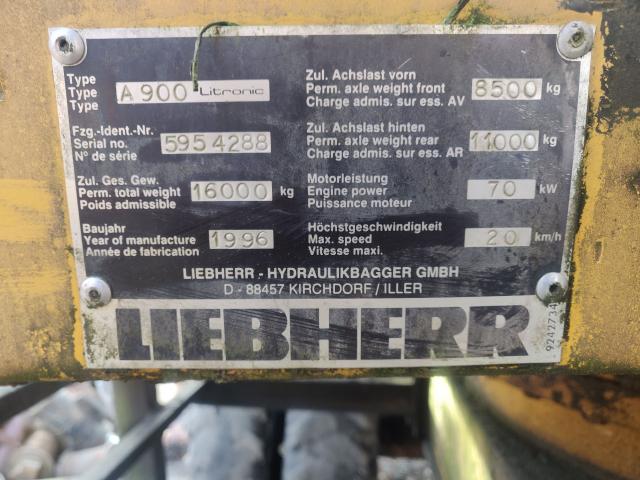 Type
Type A 900 Litronic
Type
Fzg.-Ident.-Nr.
Serial no. 595 4288
N° de série
Zul. Ges. Gew.
Perm. total weight 16000 kg
Poids admissible
Baujahr
Year of manufacture 1996
Année de fabrication
Zul. Achslast vorn
Perm. axle weight front 8500 kg
Charge admis. sur ess. AV
Zul. Achslast hinten
Perm. axle weight rear 11000 kg
Charge admis. sur ess. AR
Motorleistung
Engine power 70 kW
Puissance moteur
Höchstgeschwindigkeit
Max. speed 20 km/h
Vitesse maxi.
LIEBHERR - HYDRAULIKBAGGER GMBH
D - 88457 KIRCHDORF / ILLER
LIEBHERR
9242734